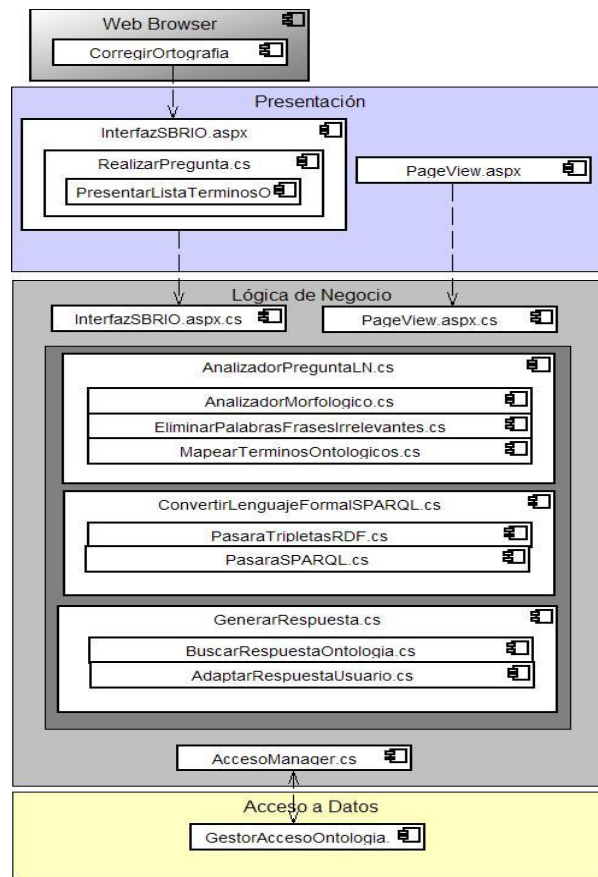 Web Browser
CorregirOrtografia
Presentación
InterfazSBRIO.aspx
RealizarPregunta.cs
PresentarListaTerminosO
PageView.aspx
Lógica de Negocio
InterfazSBRIO.aspx.cs
PageView.aspx.cs
AnalizadorPreguntaLN.cs
AnalizadorMorfologico.cs
EliminarPalabrasFrasesIrrelevantes.cs
MapearTerminosOntologicos.cs
ConvertirLenguajeFormalSPARQL.cs
PasaraTripletasRDF.cs
PasaraSPARQL.cs
GenerarRespuesta.cs
BuscarRespuestaOntologia.cs
AdaptarRespuestaUsuario.cs
AccesoManager.cs
Acceso a Datos
GestorAccesoOntologia.